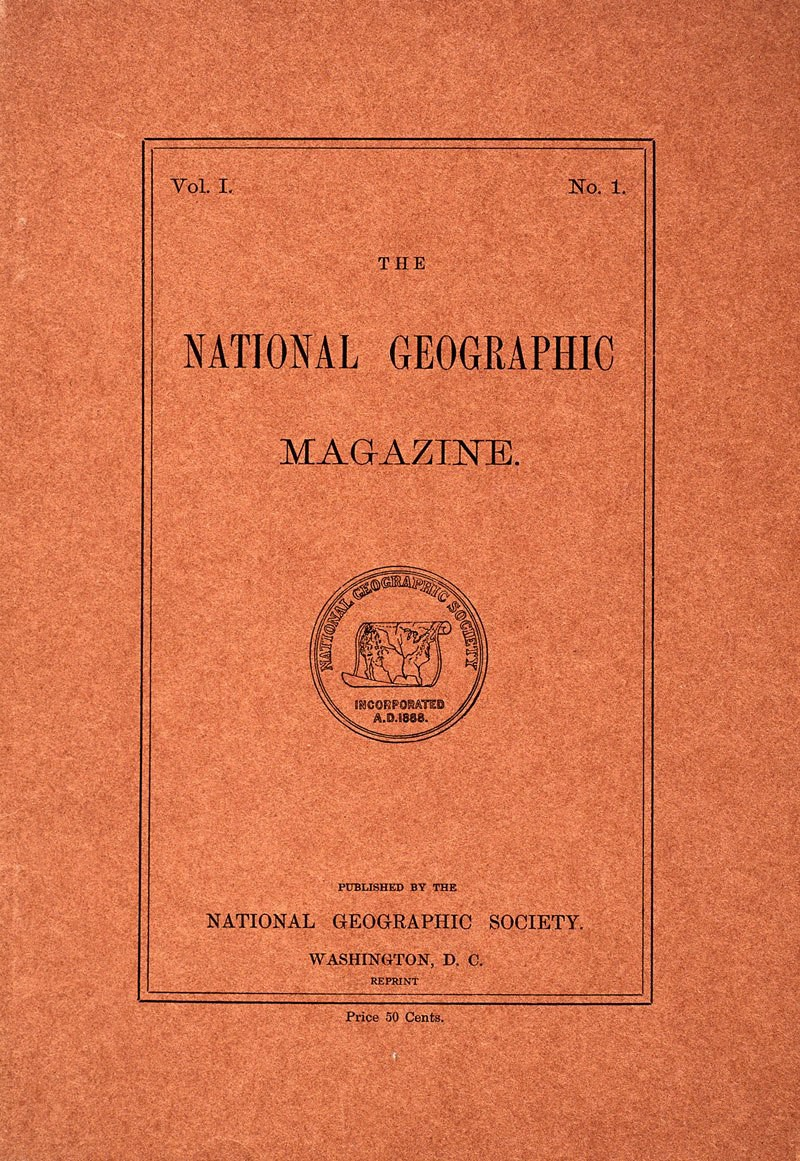 Vol. I.
No. 1.
THE
NATIONAL GEOGRAPHIC
MAGAZINE.
NATIONAL GEOGRAPHIC SOCIETY
INCORPORATED
A.D. 1888.
PUBLISHED BY THE
NATIONAL GEOGRAPHIC SOCIETY.
WASHINGTON, D. C.
REPRINT
Price 50 Cents.